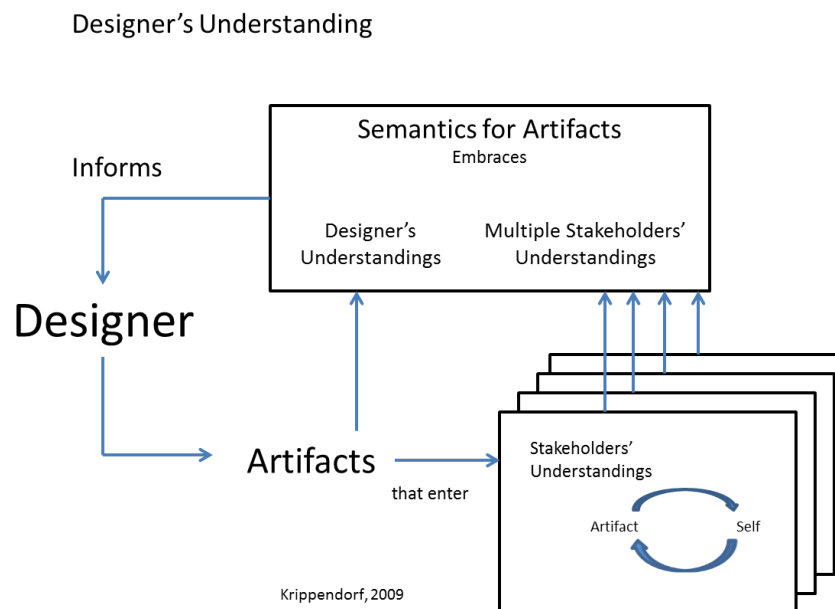 Designer’s Understanding
Semantics for Artifacts
Embraces
Informs
Designer’s
Understandings
Multiple Stakeholders’
Understandings
Designer
Artifacts
that enter
Stakeholders’
Understandings
Artifact
Self
Krippendorf, 2009